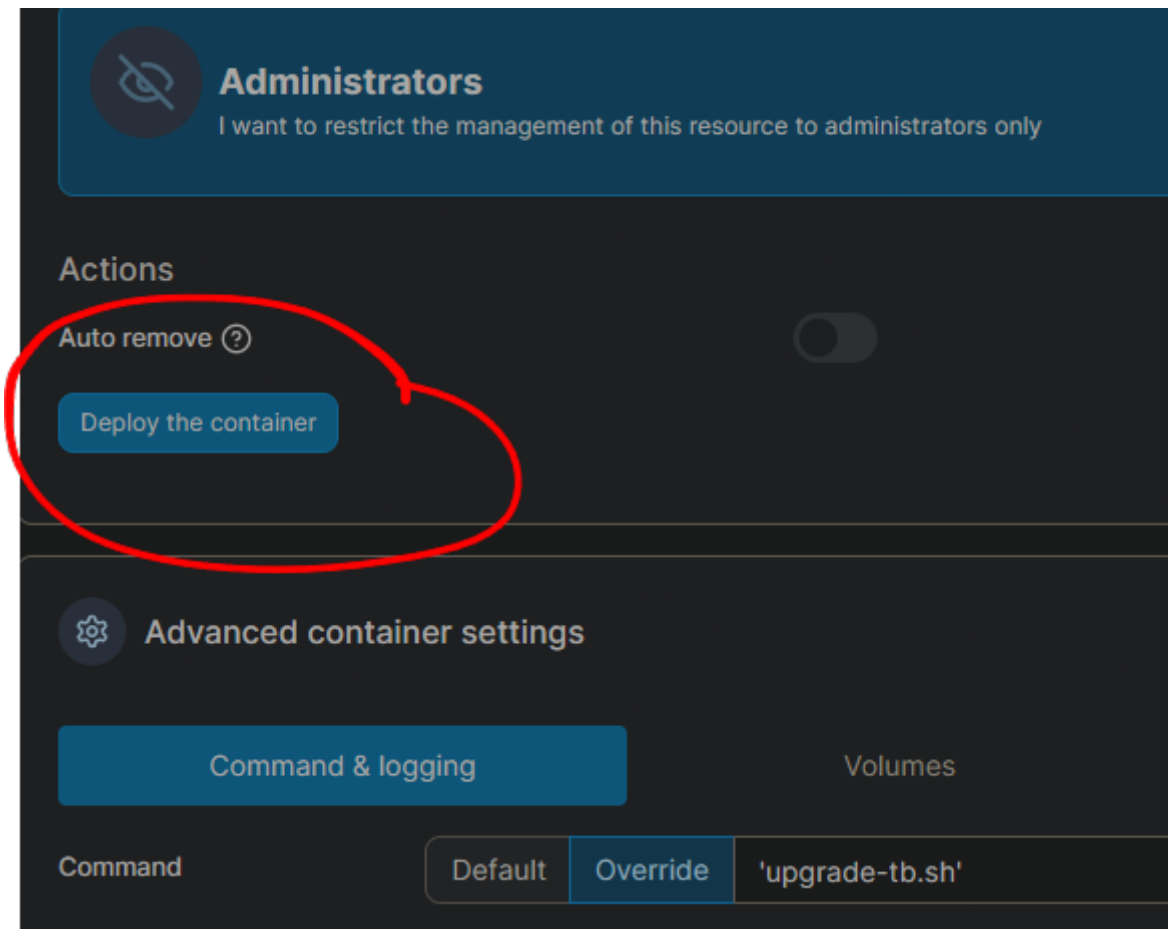 Administrators
I want to restrict the management of this resource to administrators only
Actions
Auto remove ?
Deploy the container
Advanced container settings
Command & logging Volumes
Command Default Override 'upgrade-tb.sh'